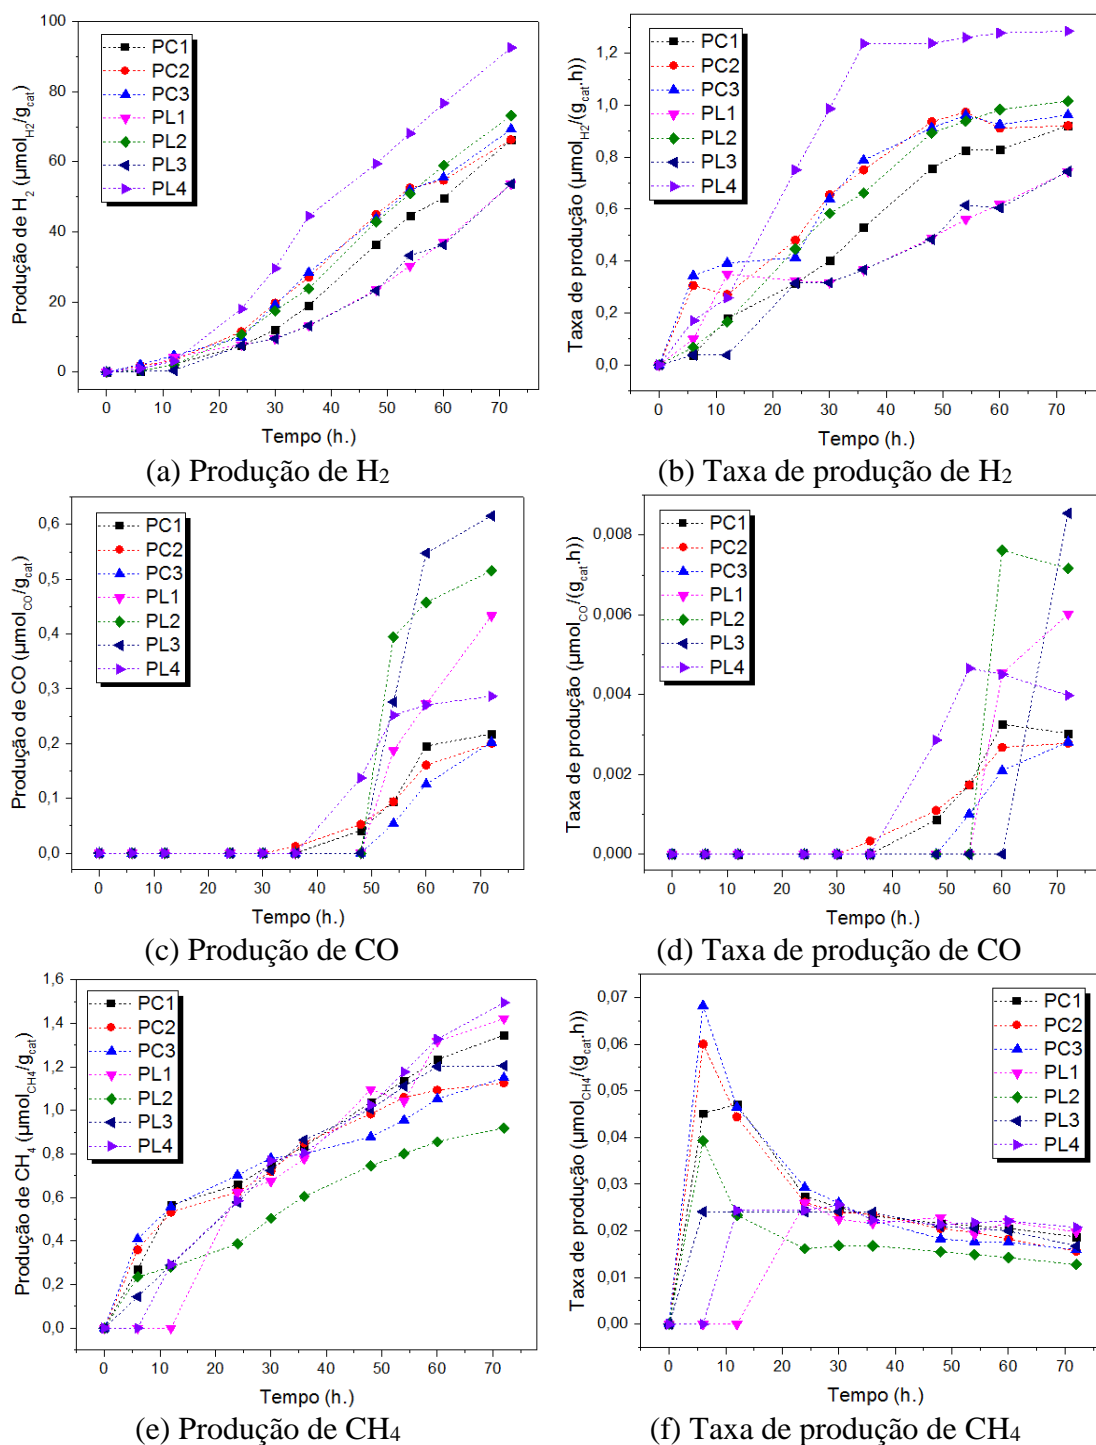 100
80
60
40
20
0
Produção de H2 (µmolH2/gcat)
PC1
PC2
PC3
PL1
PL2
PL3
PL4
0 10 20 30 40 50 60 70
Tempo (h.)
(a) Produção de H2
1,2
1,0
0,8
0,6
0,4
0,2
0,0
Taxa de produção (µmolH2/(gcat.h))
PC1
PC2
PC3
PL1
PL2
PL3
PL4
0 10 20 30 40 50 60 70
Tempo (h.)
(b) Taxa de produção de H2
0,6
0,5
0,4
0,3
0,2
0,1
0,0
Produção de CO (µmolCO/gcat)
PC1
PC2
PC3
PL1
PL2
PL3
PL4
0 10 20 30 40 50 60 70
Tempo (h.)
(c) Produção de CO
0,008
0,006
0,004
0,002
0,000
Taxa de produção (µmolCO/(gcat.h))
PC1
PC2
PC3
PL1
PL2
PL3
PL4
0 10 20 30 40 50 60 70
Tempo (h.)
(d) Taxa de produção de CO
1,6
1,4
1,2
1,0
0,8
0,6
0,4
0,2
0,0
Produção de CH4 (µmolCH4/gcat)
PC1
PC2
PC3
PL1
PL2
PL3
PL4
0 10 20 30 40 50 60 70
Tempo (h.)
(e) Produção de CH4
0,07
0,06
0,05
0,04
0,03
0,02
0,01
0,00
Taxa de produção (µmolCH4/(gcat.h))
PC1
PC2
PC3
PL1
PL2
PL3
PL4
0 10 20 30 40 50 60 70
Tempo (h.)
(f) Taxa de produção de CH4